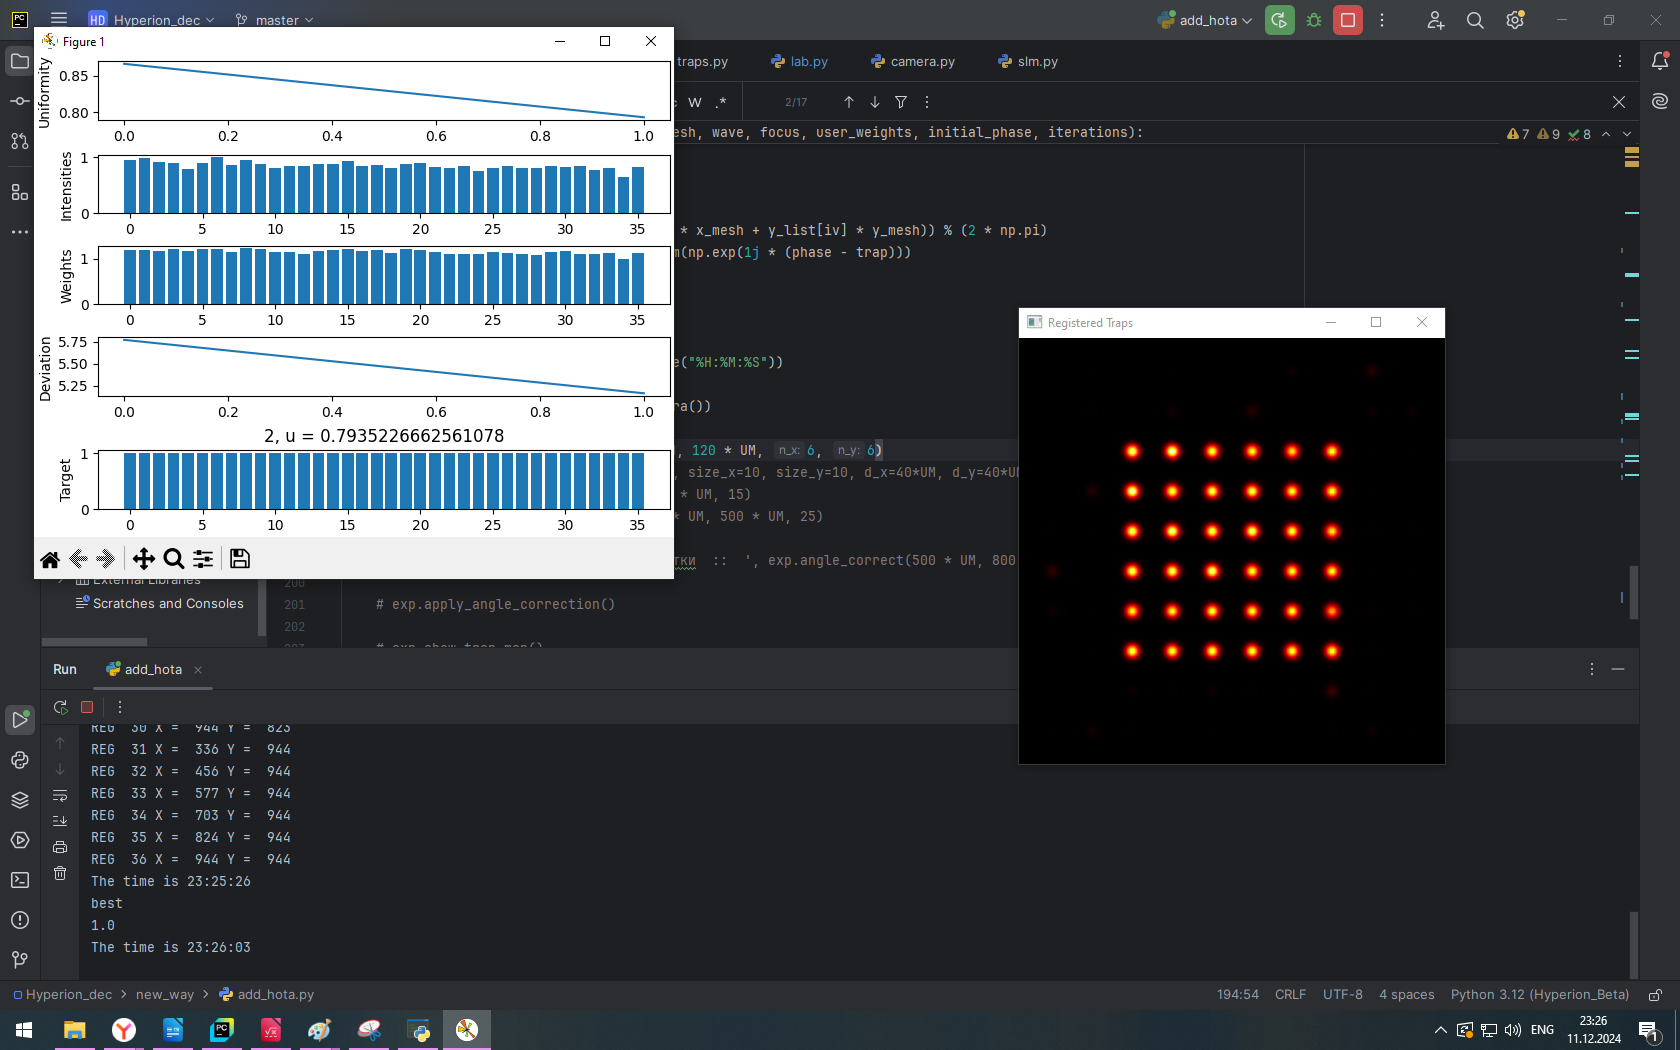 PC
HD Hyperion_dec
master
add_hota
Figure 1
Uniformity
0.85
0.80
0.0 0.2 0.4 0.6 0.8 1.0
Intensities
1
0
0 5 10 15 20 25 30 35
Weights
1
0
0 5 10 15 20 25 30 35
Deviation
5.75
5.50
5.25
0.0 0.2 0.4 0.6 0.8 1.0
2, u = 0.7935226662561078
Target
1
0
0 5 10 15 20 25 30 35
traps.py lab.py camera.py slm.py
W .* 2/17
esh, wave, focus, user_weights, initial_phase, iterations):
7 9 8
* x_mesh + y_list[iv] * y_mesh)) % (2 * np.pi)
m(np.exp(1j * (phase - trap)))
e("%H:%M:%S"))
ra())
, 120 * UM, n_x: 6, n_y: 6)
, size_x=10, size_y=10, d_x=40*UM, d_y=40*UM
* UM, 15)
* UM, 500 * UM, 25)
тки :: ', exp.angle_correct(500 * UM, 800
200
201 # exp.apply_angle_correction()
202
203 # exp.show_trap_map()
External Libraries
Scratches and Consoles
Registered Traps
Run add_hota
REG 30 X = 944 Y = 823
REG 31 X = 336 Y = 944
REG 32 X = 456 Y = 944
REG 33 X = 577 Y = 944
REG 34 X = 703 Y = 944
REG 35 X = 824 Y = 944
REG 36 X = 944 Y = 944
The time is 23:25:26
best
1.0
The time is 23:26:03
Hyperion_dec > new_way > add_hota.py
194:54 CRLF UTF-8 4 spaces Python 3.12 (Hyperion_Beta)
ENG
23:26
11.12.2024
1